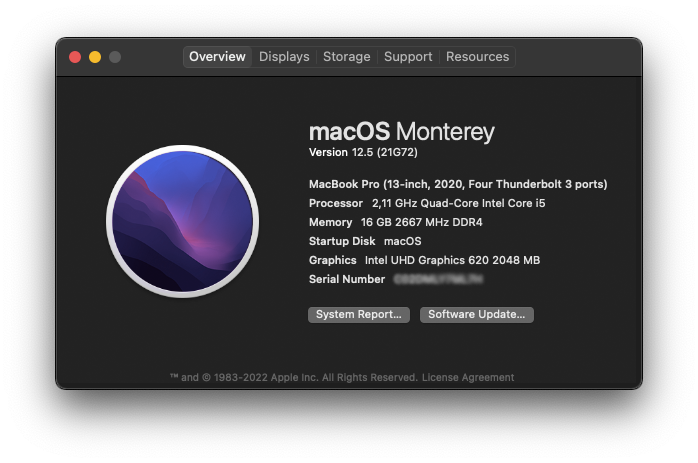 Overview Displays Storage Support Resources
macOS Monterey
Version 12.5 (21G72)
MacBook Pro (13-inch, 2020, Four Thunderbolt 3 ports)
Processor 2,11 GHz Quad-Core Intel Core i5
Memory 16 GB 2667 MHz DDR4
Startup Disk macOS
Graphics Intel UHD Graphics 620 2048 MB
Serial Number
System Report... Software Update...
™ and © 1983-2022 Apple Inc. All Rights Reserved. License Agreement